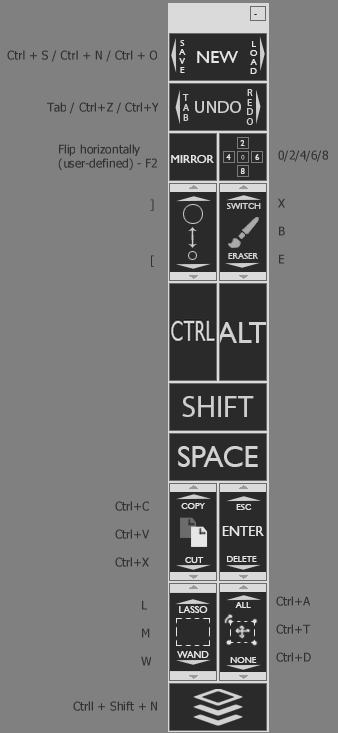 -
Ctrl + S / Ctrl + N / Ctrl + O
SAVE NEW LOAD
Tab / Ctrl+Z / Ctrl+Y
TAB UNDO REDO
Flip horizontally
(user-defined) - F2
MIRROR
2
4 0 6
8
0/2/4/6/8
]
SWITCH X
B
[
ERASER E
CTRL ALT
SHIFT
SPACE
Ctrl+C COPY ESC
Ctrl+V ENTER
Ctrl+X CUT DELETE
L LASSO ALL Ctrl+A
M Ctrl+T
W WAND NONE Ctrl+D
Ctrll + Shift + N